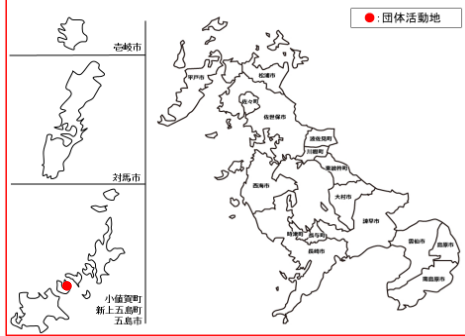 ●:団体活動地
壱岐市
対馬市
小値賀町
新上五島町
五島市
平戸市
松浦市
佐々町
佐世保市
波佐見町
川棚町
東彼杵町
西海市
大村市
時津町
長与町
諫早市
長崎市
雲仙市
島原市
南島原市